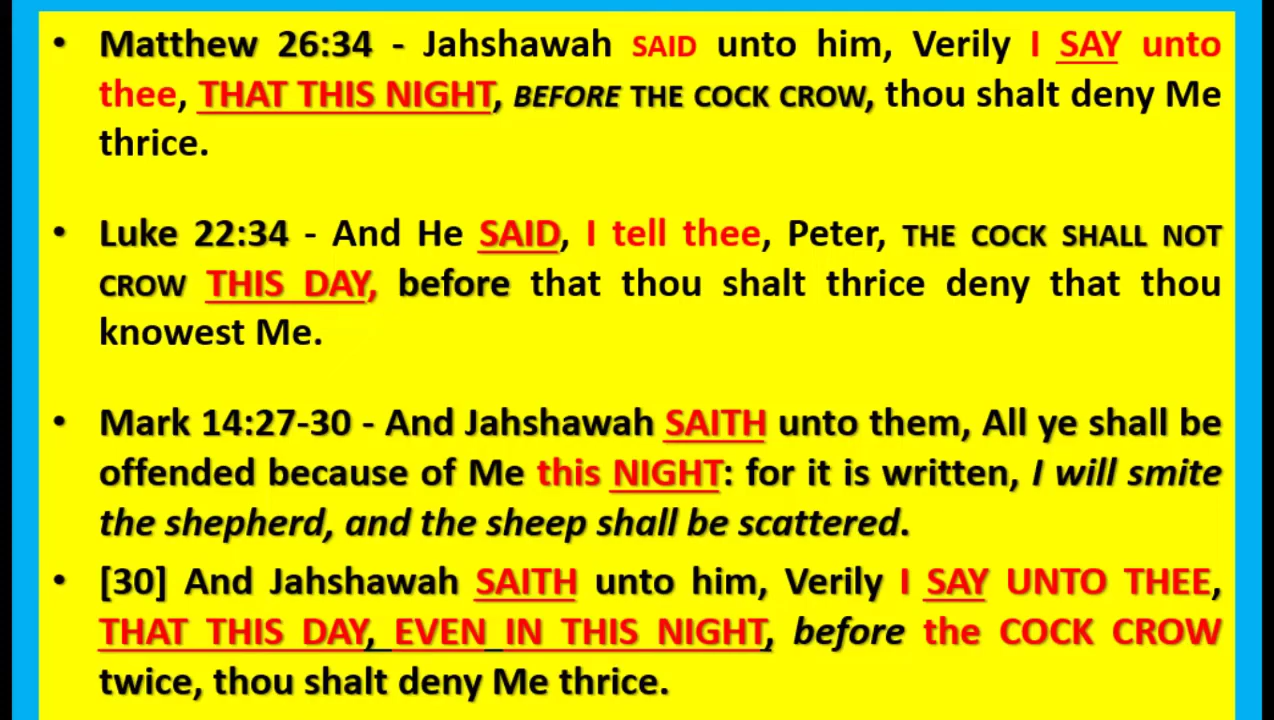 • Matthew 26:34 - Jahshawah SAID unto him, Verily I SAY unto
thee, THAT THIS NIGHT, BEFORE THE COCK CROW, thou shalt deny Me
thrice.
• Luke 22:34 - And He SAID, I tell thee, Peter, THE COCK SHALL NOT
CROW THIS DAY, before that thou shalt thrice deny that thou
knowest Me.
• Mark 14:27-30 - And Jahshawah SAITH unto them, All ye shall be
offended because of Me this NIGHT: for it is written, I will smite
the shepherd, and the sheep shall be scattered.
• [30] And Jahshawah SAITH unto him, Verily I SAY UNTO THEE,
THAT THIS DAY, EVEN IN THIS NIGHT, before the COCK CROW
twice, thou shalt deny Me thrice.